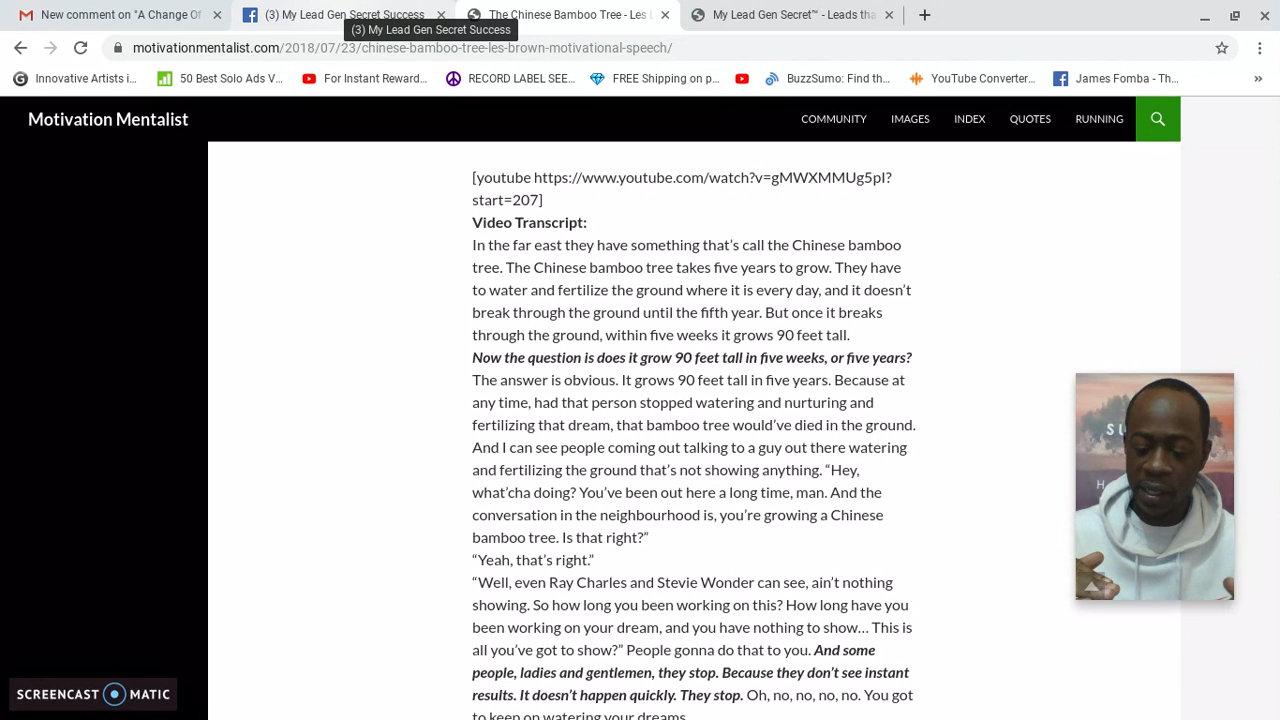 New comment on "A Change Of
(3) My Lead Gen Secret Success
The Chinese Bamboo Tree - Les
My Lead Gen Secret™ - Leads tha
(3) My Lead Gen Secret Success
motivationmentalist.com/2018/07/23/chinese-bamboo-tree-les-brown-motivational-speech/
Innovative Artists i...
50 Best Solo Ads V...
For Instant Reward...
RECORD LABEL SEE...
FREE Shipping on p...
BuzzSumo: Find th...
YouTube Converter...
James Fomba - Th...
Motivation Mentalist
COMMUNITY
IMAGES
INDEX
QUOTES
RUNNING
[youtube https://www.youtube.com/watch?v=gMWXMMUg5pI?
start=207]
Video Transcript:
In the far east they have something that’s call the Chinese bamboo
tree. The Chinese bamboo tree takes five years to grow. They have
to water and fertilize the ground where it is every day, and it doesn’t
break through the ground until the fifth year. But once it breaks
through the ground, within five weeks it grows 90 feet tall.
Now the question is does it grow 90 feet tall in five weeks, or five years?
The answer is obvious. It grows 90 feet tall in five years. Because at
any time, had that person stopped watering and nurturing and
fertilizing that dream, that bamboo tree would’ve died in the ground.
And I can see people coming out talking to a guy out there watering
and fertilizing the ground that’s not showing anything. “Hey,
what’cha doing? You’ve been out here a long time, man. And the
conversation in the neighbourhood is, you’re growing a Chinese
bamboo tree. Is that right?”
“Yeah, that’s right.”
“Well, even Ray Charles and Stevie Wonder can see, ain’t nothing
showing. So how long you been working on this? How long have you
been working on your dream, and you have nothing to show… This is
all you’ve got to show?” People gonna do that to you. And some
people, ladies and gentlemen, they stop. Because they don’t see instant
results. It doesn’t happen quickly. They stop. Oh, no, no, no, no. You got
to keep on watering your dreams.
SCREENCAST MATIC